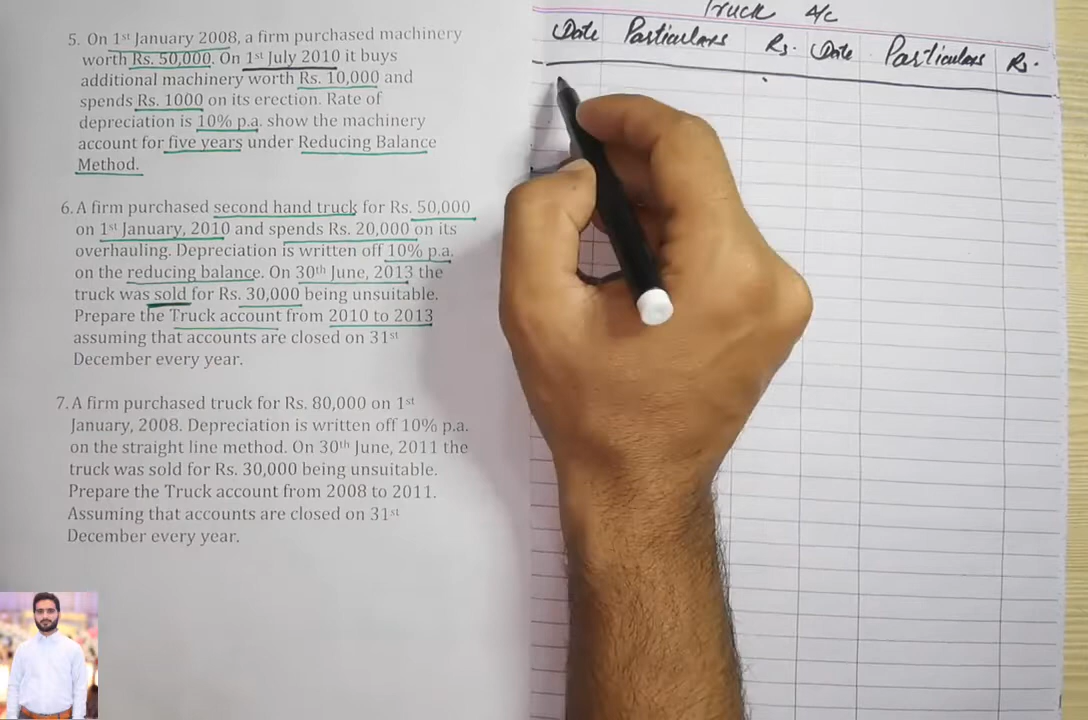 5. On 1st January 2008, a firm purchased machinery
worth Rs. 50,000. On 1st July 2010 it buys
additional machinery worth Rs. 10,000 and
spends Rs. 1000 on its erection. Rate of
depreciation is 10% p.a. show the machinery
account for five years under Reducing Balance
Method.
6. A firm purchased second hand truck for Rs. 50,000
on 1st January, 2010 and spends Rs. 20,000 on its
overhauling. Depreciation is written off 10% p.a.
on the reducing balance. On 30th June, 2013 the
truck was sold for Rs. 30,000 being unsuitable.
Prepare the Truck account from 2010 to 2013
assuming that accounts are closed on 31st
December every year.
7. A firm purchased truck for Rs. 80,000 on 1st
January, 2008. Depreciation is written off 10% p.a.
on the straight line method. On 30th June, 2011 the
truck was sold for Rs. 30,000 being unsuitable.
Prepare the Truck account from 2008 to 2011.
Assuming that accounts are closed on 31st
December every year.
Truck A/c
Date Particulars Rs. Date Particulars Rs.